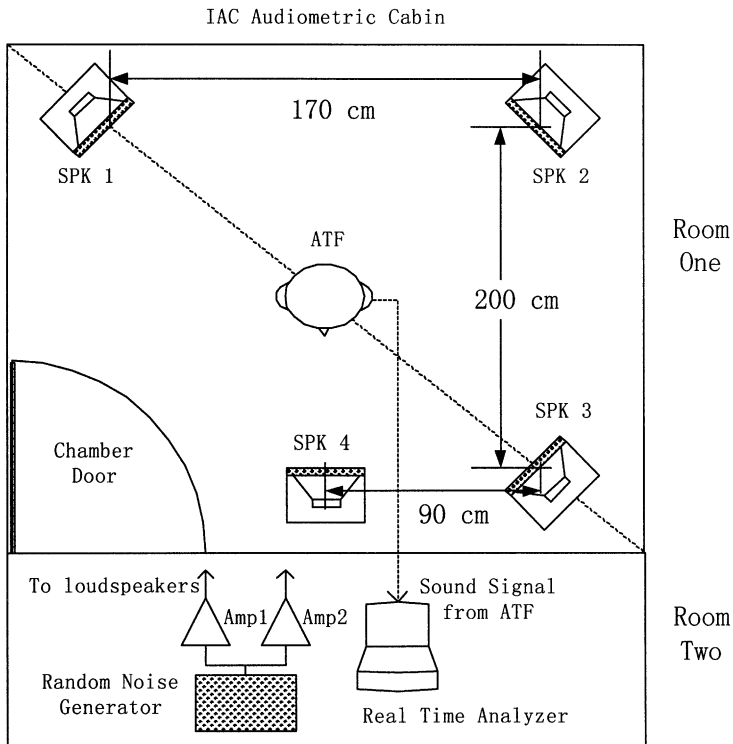 IAC Audiometric Cabin
170 cm
SPK 1
SPK 2
ATF
Room
One
200 cm
SPK 3
SPK 4
Chamber
Door
90 cm
To loudspeakers
Sound Signal
from ATF
Amp1
Amp2
Room
Two
Random Noise
Generator
Real Time Analyzer